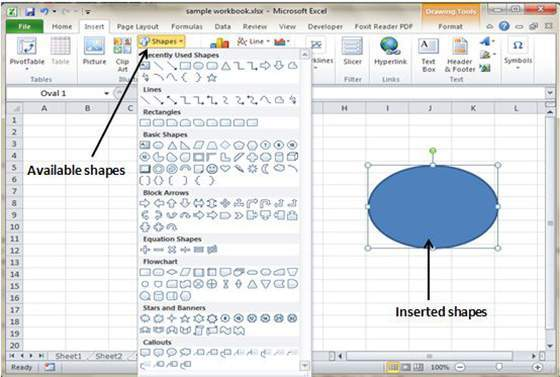 sample workbook.xlsx - Microsoft Excel
Drawing Tools
File Home Insert Page Layout Formulas Data Review View Developer Foxit Reader PDF Format
PivotTable Table Picture Clip Art Shapes Line Slicer Hyperlink Text Box Header & Footer Symbols
Tables Filter Links Text
Oval 1
Recently Used Shapes
Lines
Rectangles
Basic Shapes
Block Arrows
Equation Shapes
Flowchart
Stars and Banners
Callouts
A B C H I J K L
1
2
3
4
5
6
7
8
9
10
11
12
13
14
15
16
17
18
19
20
Available shapes
Inserted shapes
Sheet1 Sheet2
Ready 100%